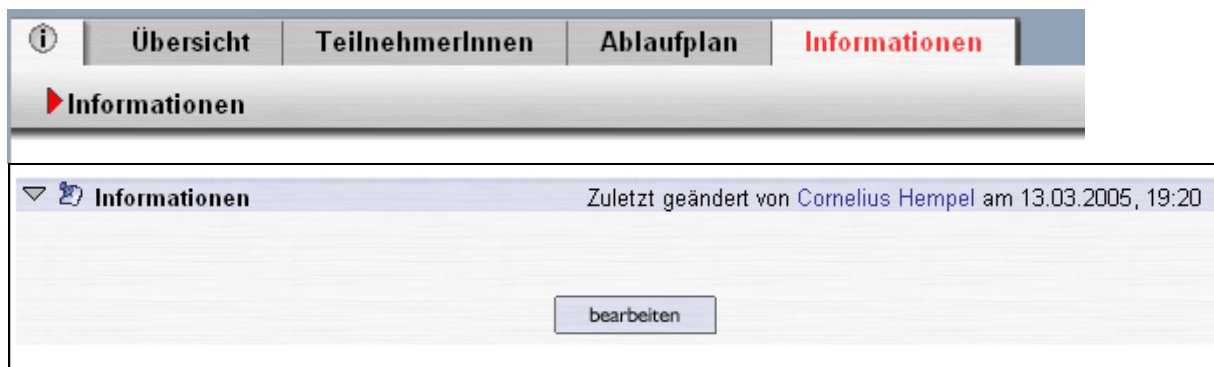 Übersicht TeilnehmerInnen Ablaufplan Informationen
Informationen
Informationen Zuletzt geändert von Cornelius Hempel am 13.03.2005, 19:20
bearbeiten